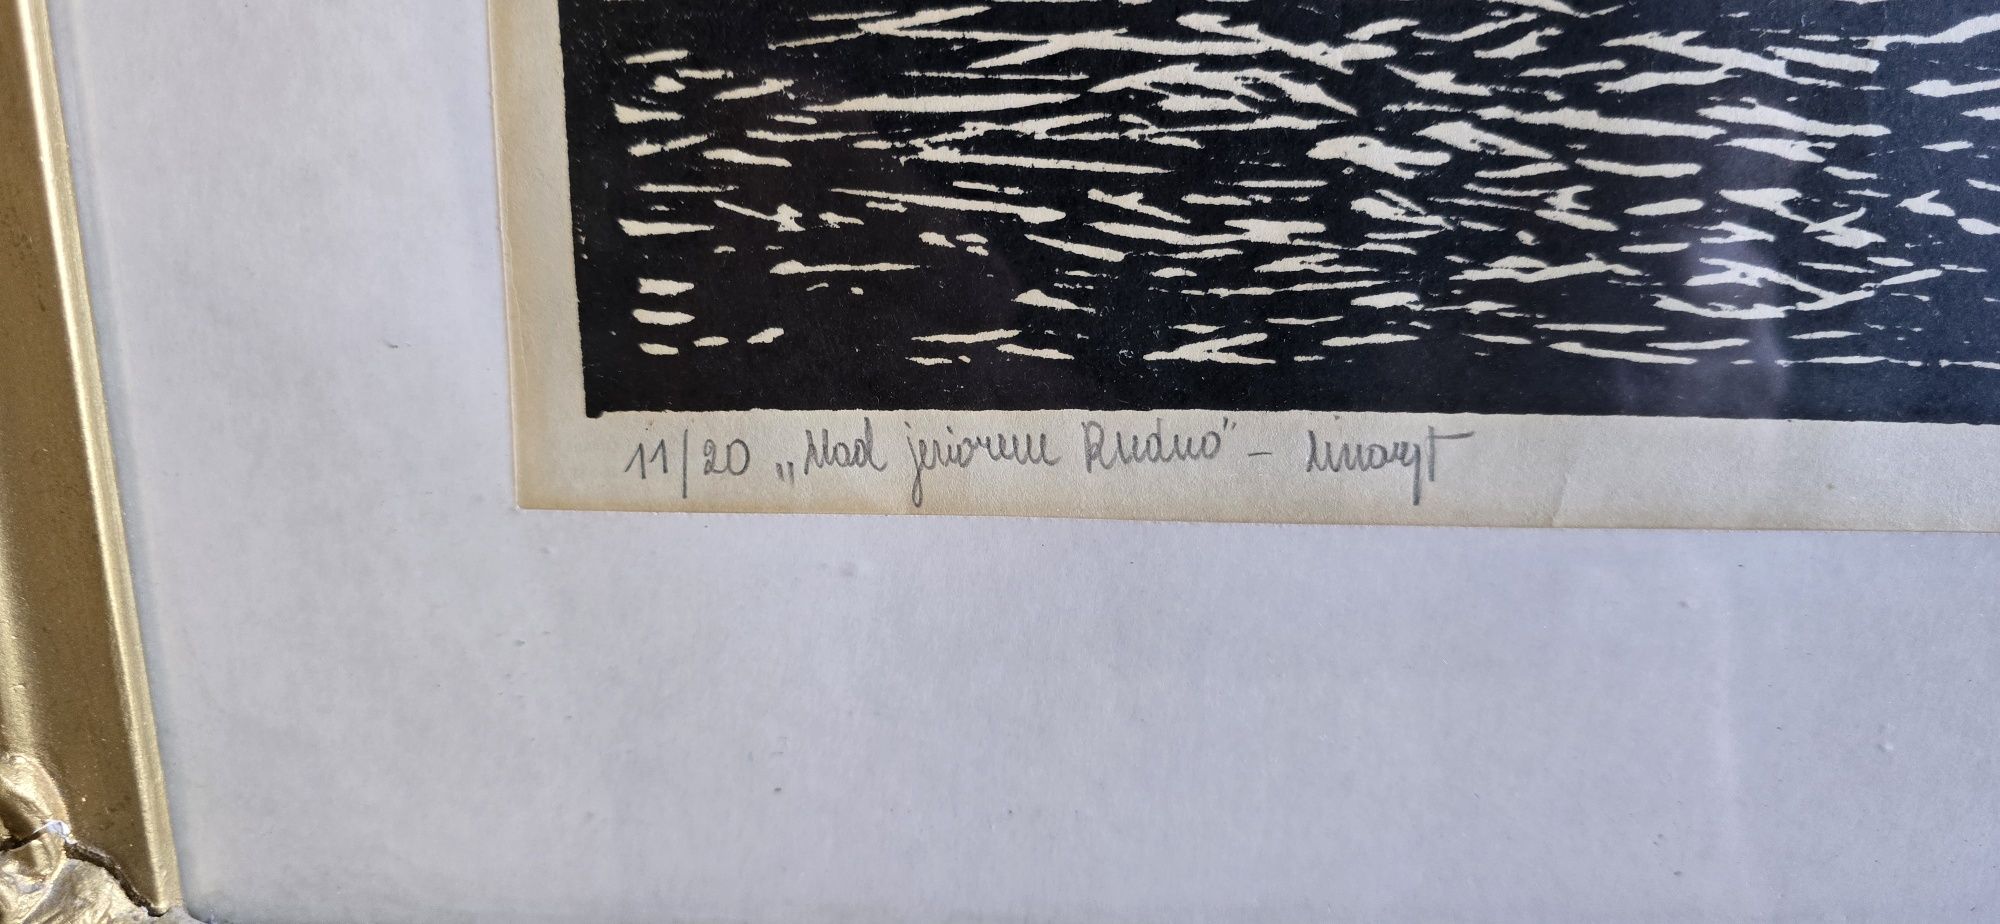 11/20 „Nad jeziorem Rudno" – linoryt